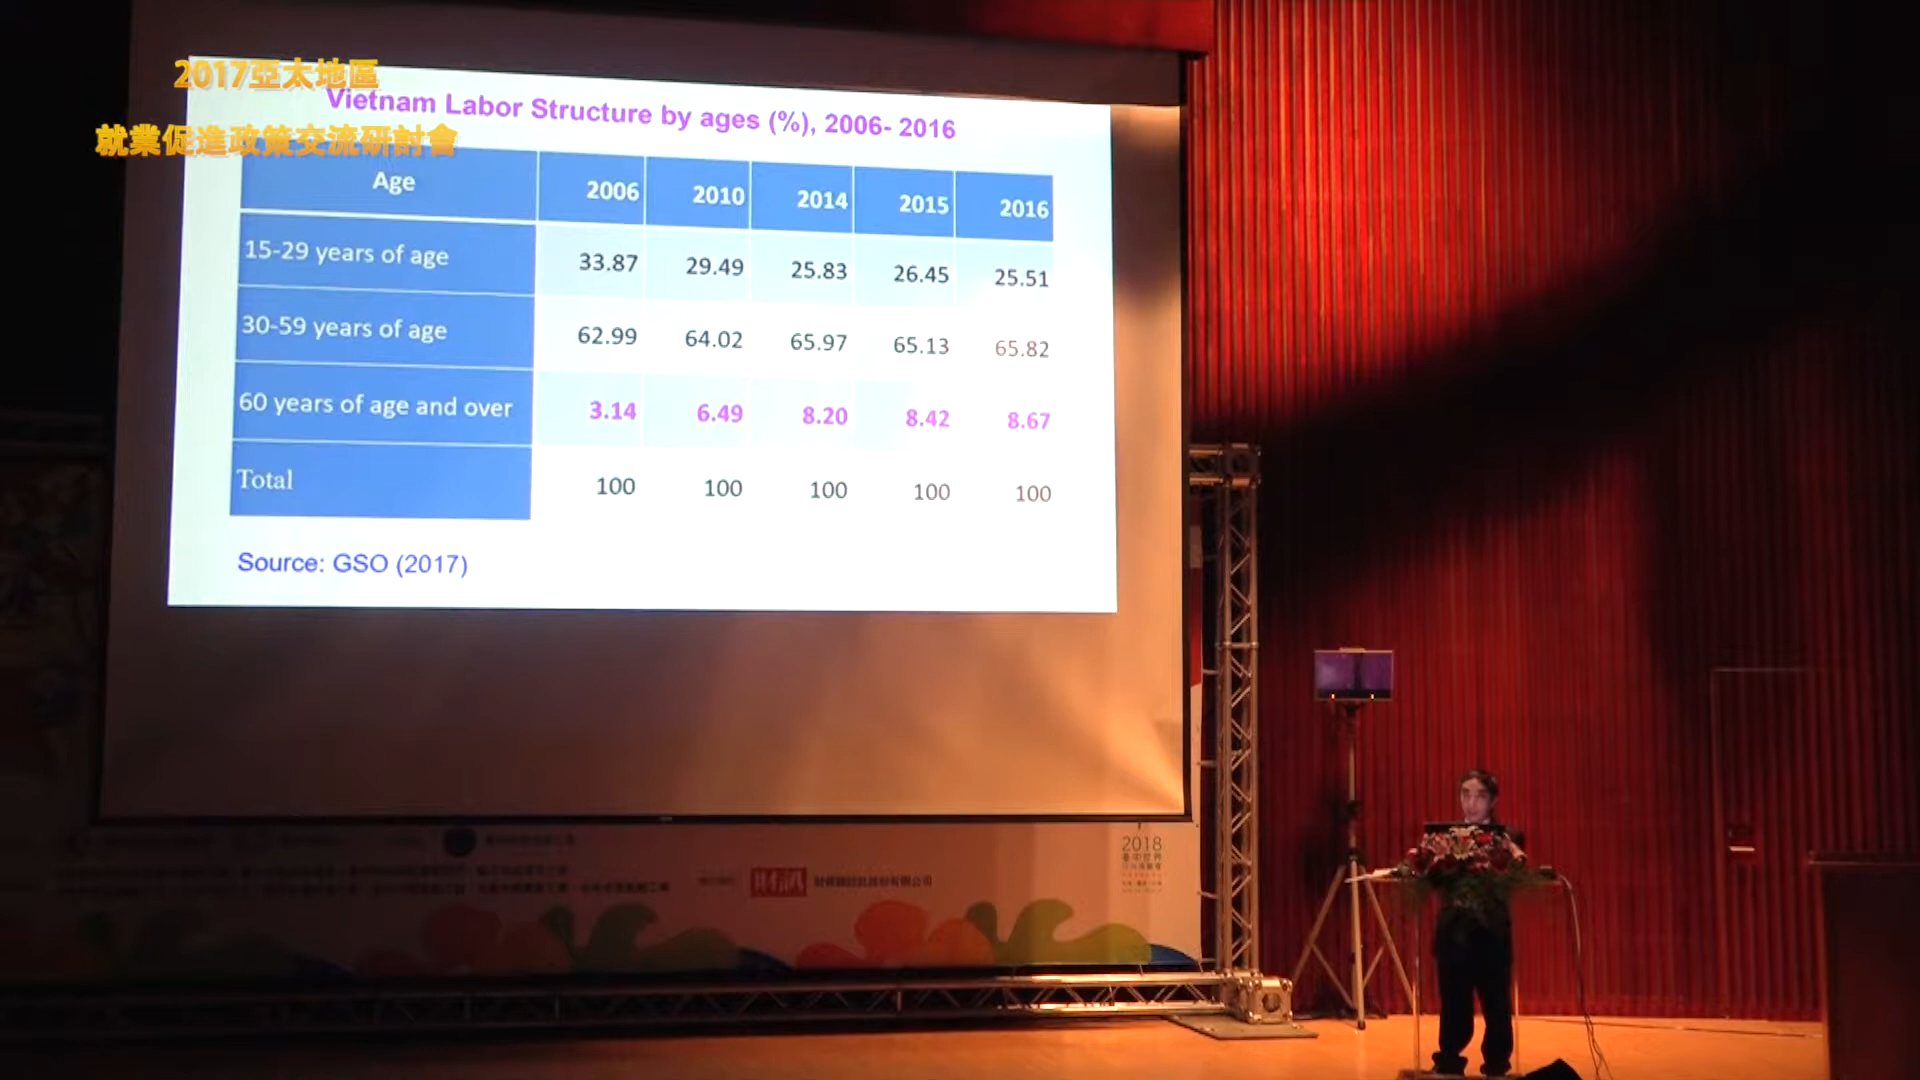 2017亞太地區
就業促進政策交流研討會
Vietnam Labor Structure by ages (%), 2006- 2016
Age 2006 2010 2014 2015 2016
15-29 years of age 33.87 29.49 25.83 26.45 25.51
30-59 years of age 62.99 64.02 65.97 65.13 65.82
60 years of age and over 3.14 6.49 8.20 8.42 8.67
Total 100 100 100 100 100
Source: GSO (2017)
2018
財訊